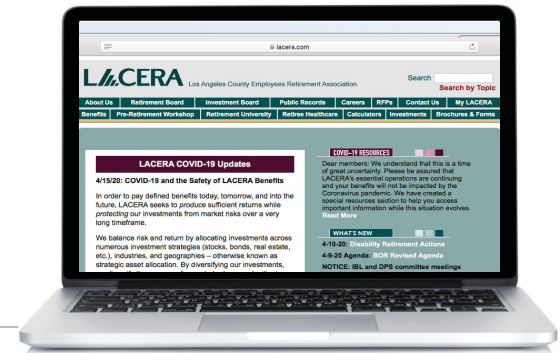 lacera.com
L///.CERA Los Angeles County Employees Retirement Association
Search
Search by Topic
About Us Retirement Board Investment Board Public Records Careers RFPs Contact Us My LACERA
Benefits Pre-Retirement Workshop Retirement University Retiree Healthcare Calculators Investments Brochures & Forms
LACERA COVID-19 Updates
4/15/20: COVID-19 and the Safety of LACERA Benefits
In order to pay defined benefits today, tomorrow, and into the
future, LACERA seeks to produce sufficient returns while
protecting our investments from market risks over a very
long timeframe.
We balance risk and return by allocating investments across
numerous investment strategies (stocks, bonds, real estate,
etc.), industries, and geographies – otherwise known as
strategic asset allocation. By diversifying our investments,
COVID-19 RESOURCES
Dear members: We understand that this is a time
of great uncertainty. Please be assured that
LACERA's essential operations are continuing
and your benefits will not be impacted by the
Coronavirus pandemic. We have created a
special resources section to help you access
important information while this situation evolves.
Read More
WHAT'S NEW
4-10-20: Disability Retirement Actions
4-9-20 Agenda: BOR Revised Agenda
NOTICE: IBL and DPS committee meetings